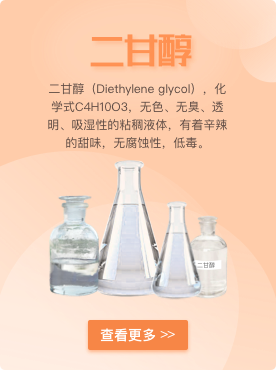 二甘醇
二甘醇（Diethylene glycol），化
学式C4H10O3，无色、无臭、透
明、吸湿性的粘稠液体，有着辛辣
的甜味，无腐蚀性，低毒。
二甘醇
查看更多 >>